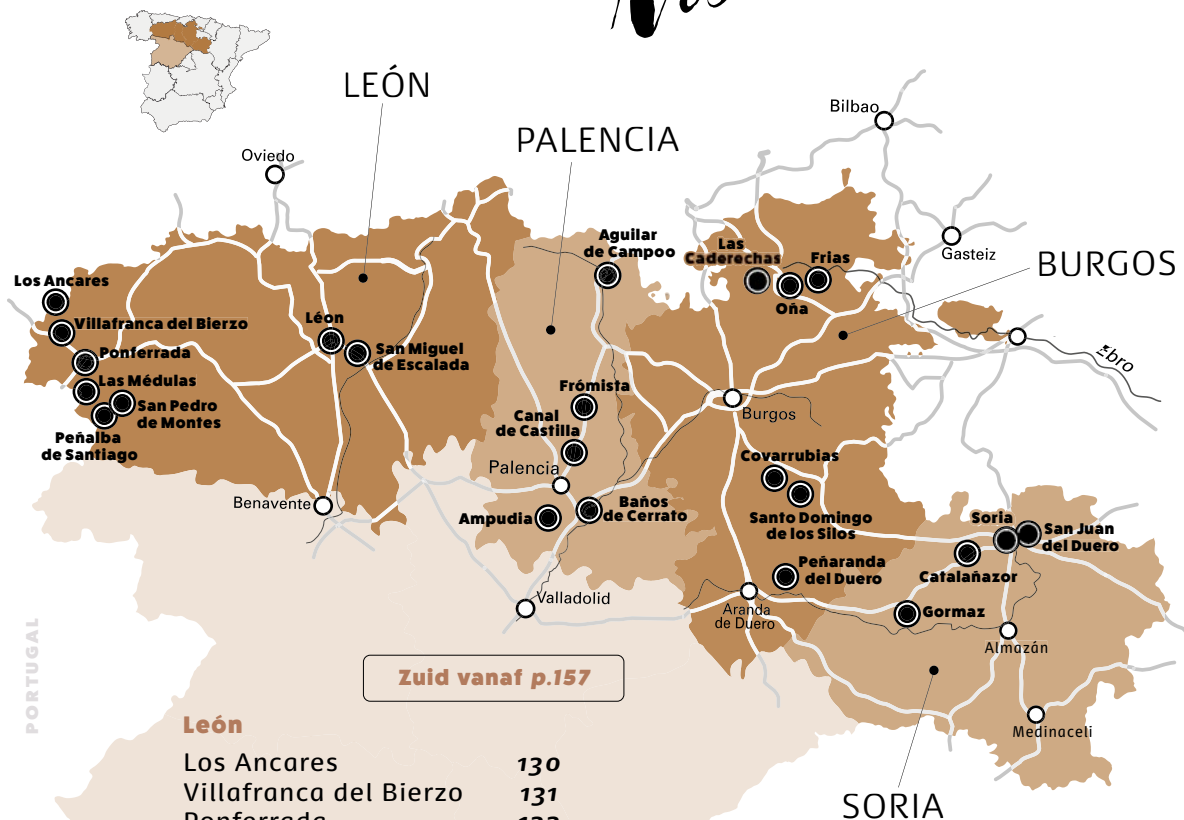 LEÓN
PALENCIA
Bilbao
Oviedo
Aguilar
de Campoo
Las
Caderechas
Frias
Gasteiz
BURGOS
Los Ancares
Oña
Villafranca del Bierzo
Léon
Ponferrada
San Miguel
de Escalada
Ebro
Las Médulas
Frómista
San Pedro
de Montes
Canal
de Castilla
Burgos
Peñalba
de Santiago
Covarrubias
Palencia
Benavente
Ampudia
Baños
de Cerrato
Santo Domingo
de los Silos
Soria
San Juan
del Duero
Peñaranda
del Duero
Catalañazor
Valladolid
Aranda
de Duero
Gormaz
Almazán
PORTUGAL
Zuid vanaf p.157
León
Medinaceli
Los Ancares 130
Villafranca del Bierzo 131
SORIA